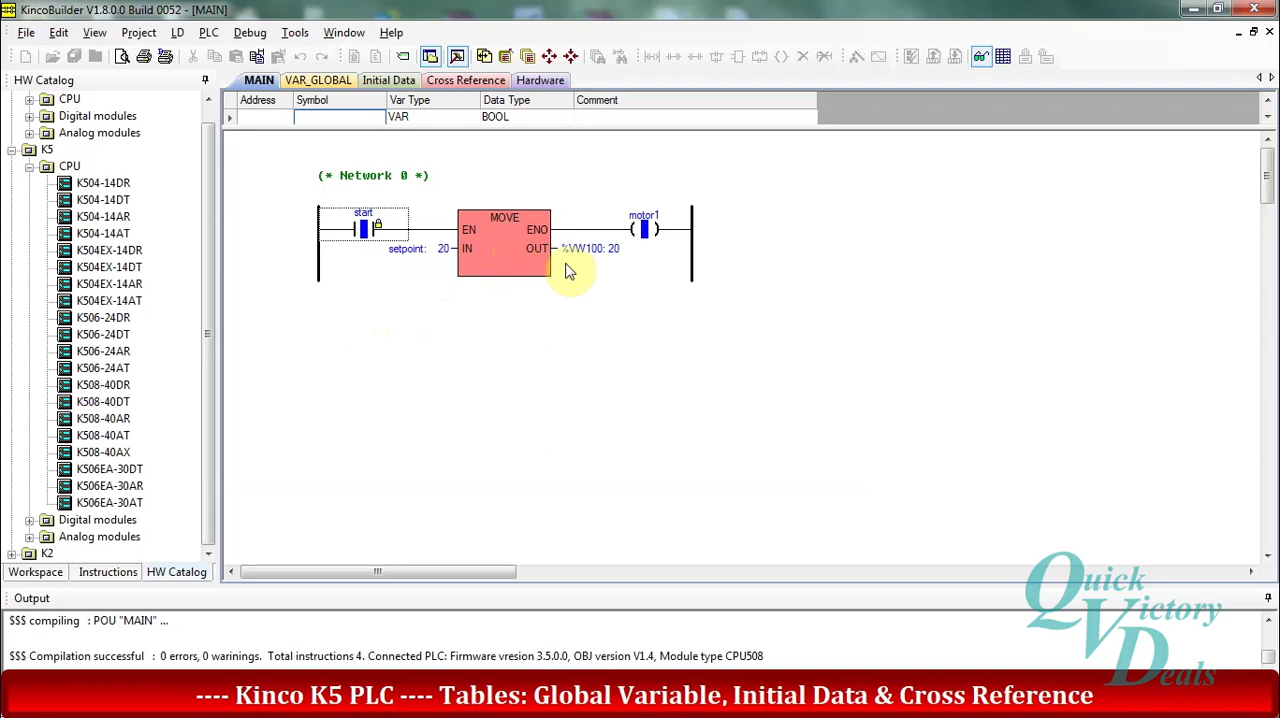 KincoBuilder V1.8.0.0 Build 0052 - [MAIN]
File Edit View Project LD PLC Debug Tools Window Help
HW Catalog
MAIN VAR_GLOBAL Initial Data Cross Reference Hardware
Address Symbol Var Type Data Type Comment
VAR BOOL
CPU
Digital modules
Analog modules
K5
CPU
K504-14DR
K504-14DT
K504-14AR
K504-14AT
K504EX-14DR
K504EX-14DT
K504EX-14AR
K504EX-14AT
K506-24DR
K506-24DT
K506-24AR
K506-24AT
K508-40DR
K508-40DT
K508-40AR
K508-40AT
K508-40AX
K506EA-30DT
K506EA-30AR
K506EA-30AT
Digital modules
Analog modules
K2
Workspace Instructions HW Catalog
(* Network 0 *)
start
MOVE
motor1
EN ENO
setpoint: 20 IN OUT %VW100: 20
Output
$$$ compiling : POU "MAIN" ...
$$$ Compilation successful : 0 errors, 0 warinings. Total instructions 4. Connected PLC: Firmware vresion 3.5.0.0, OBJ version V1.4, Module type CPU508
Quick
Victory
Deals
---- Kinco K5 PLC ---- Tables: Global Variable, Initial Data & Cross Reference